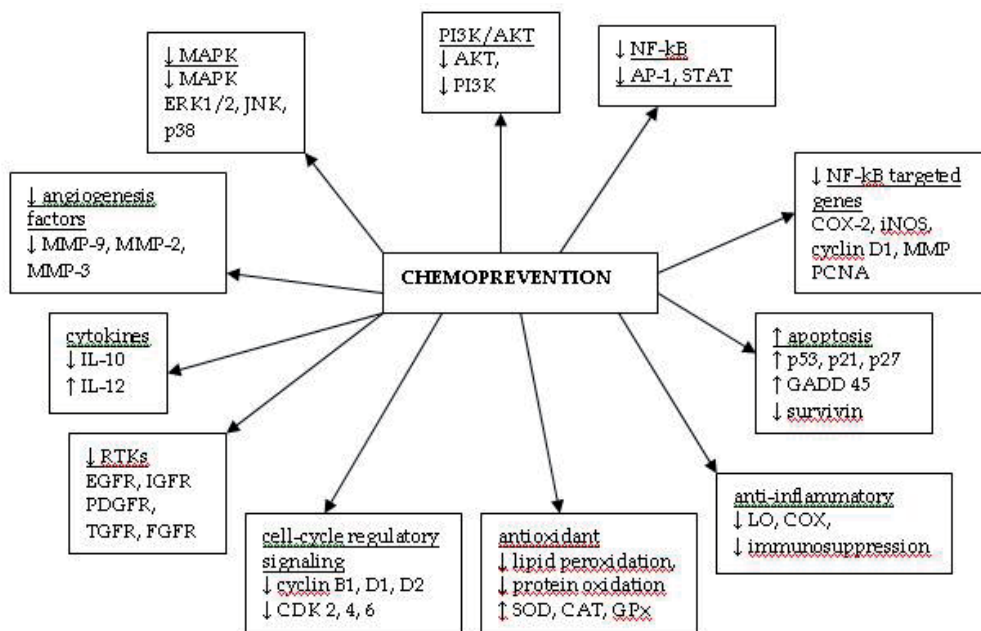 ↓ MAPK
↓ MAPK
ERK1/2, JNK,
p38
PI3K/AKT
↓ AKT,
↓ PI3K
↓ NF-kB
↓ AP-1, STAT
↓ angiogenesis
factors
↓ MMP-9, MMP-2,
MMP-3
CHEMOPREVENTION
↓ NF-kB targeted
genes
COX-2, iNOS,
cyclin D1, MMP
PCNA
cytokines
↓ IL-10
↑ IL-12
↑ apoptosis
↑ p53, p21, p27
↑ GADD 45
↓ survivin
↓ RTKs
EGFR, IGFR
PDGFR,
TGFR, FGFR
cell-cycle regulatory
signaling
↓ cyclin B1, D1, D2
↓ CDK 2, 4, 6
antioxidant
↓ lipid peroxidation,
↓ protein oxidation
↑ SOD, CAT, GPx
anti-inflammatory
↓ LO, COX,
↓ immunosuppression